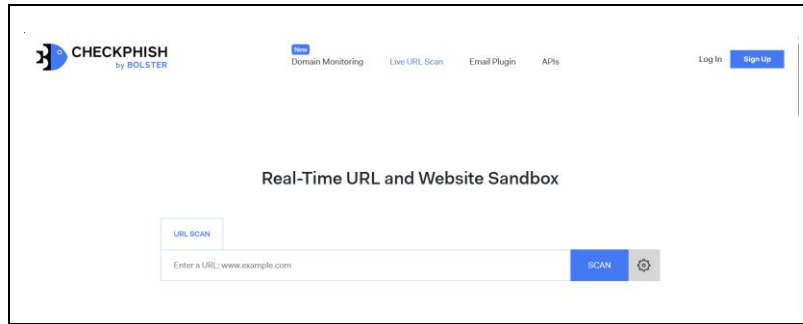 CHECKPHISH
by BOLSTER
New
Domain Monitoring Live URL Scan Email Plugin APIs
Log In Sign Up
Real-Time URL and Website Sandbox
URL SCAN
Enter a URL: www.example.com SCAN